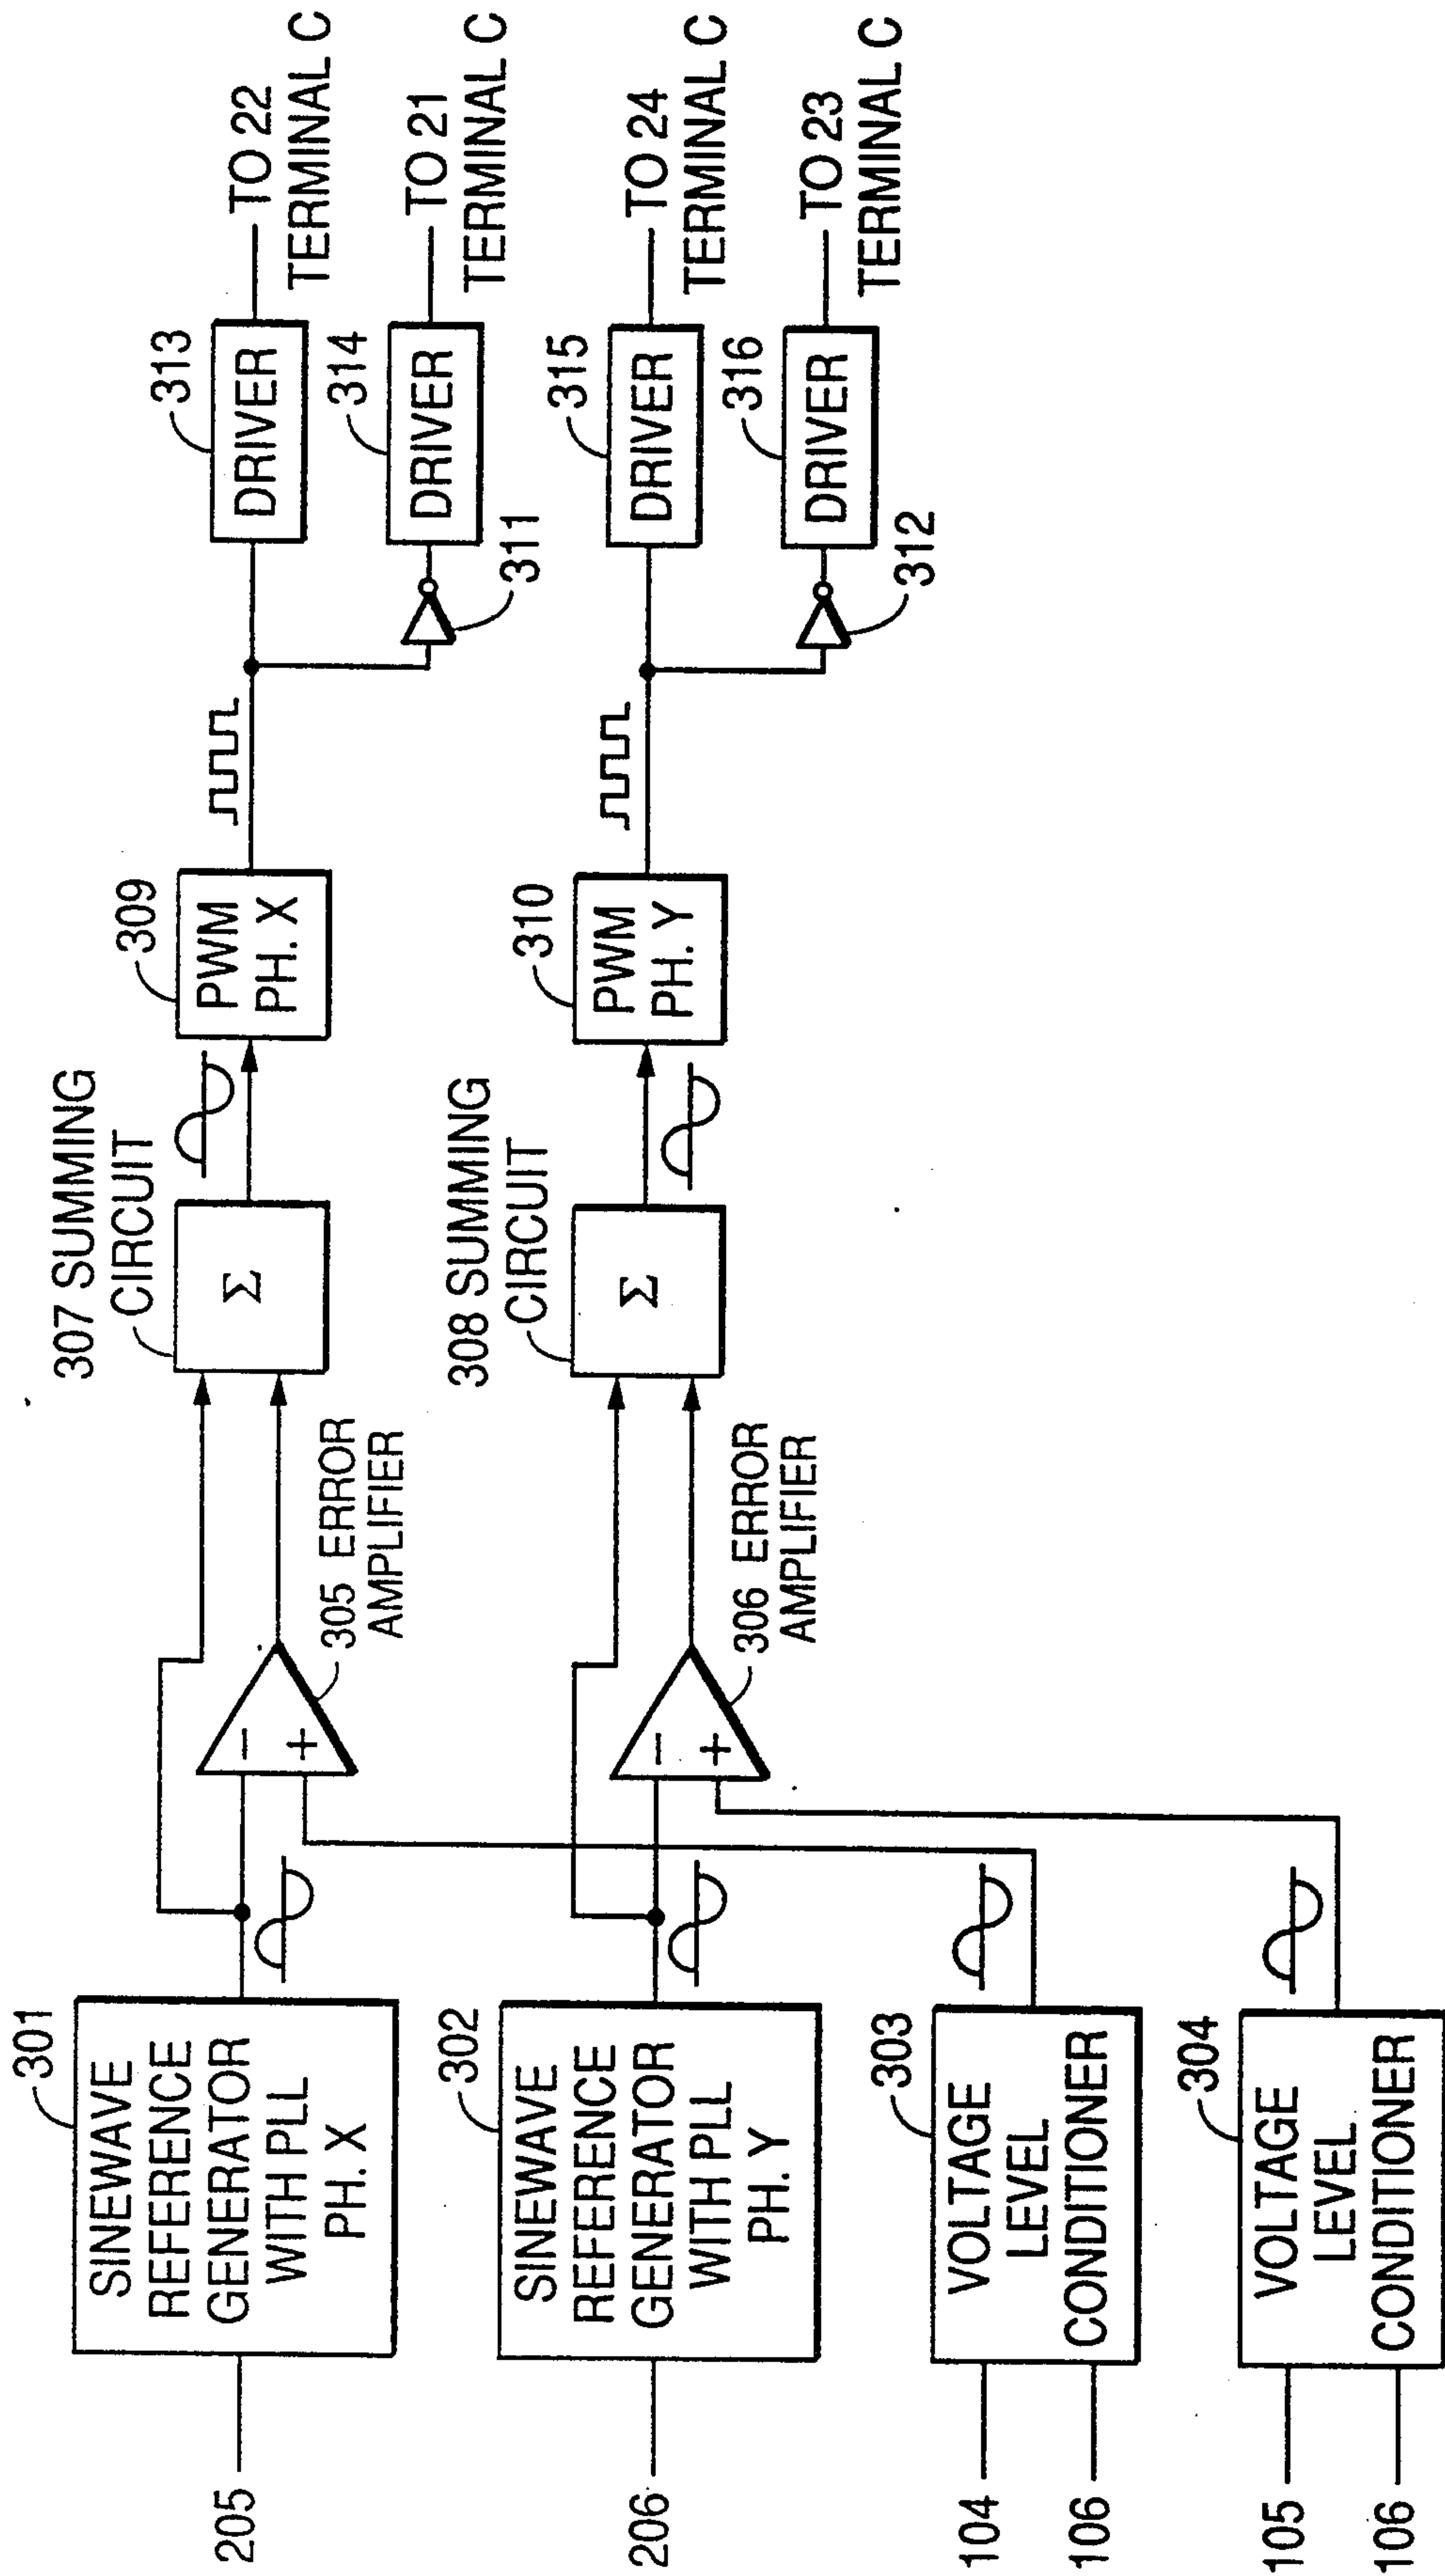 301
SINEWAVE
REFERENCE
GENERATOR
WITH PLL
PH. X
205
302
SINEWAVE
REFERENCE
GENERATOR
WITH PLL
PH. Y
206
303
VOLTAGE
LEVEL
CONDITIONER
104
106
304
VOLTAGE
LEVEL
CONDITIONER
105
106
−
+
305 ERROR
AMPLIFIER
−
+
306 ERROR
AMPLIFIER
307 SUMMING
CIRCUIT
Σ
308 SUMMING
CIRCUIT
Σ
309
PWM
PH. X
310
PWM
PH. Y
311
312
313
DRIVER
314
DRIVER
315
DRIVER
316
DRIVER
TO 22
TERMINAL C
TO 21
TERMINAL C
TO 24
TERMINAL C
TO 23
TERMINAL C